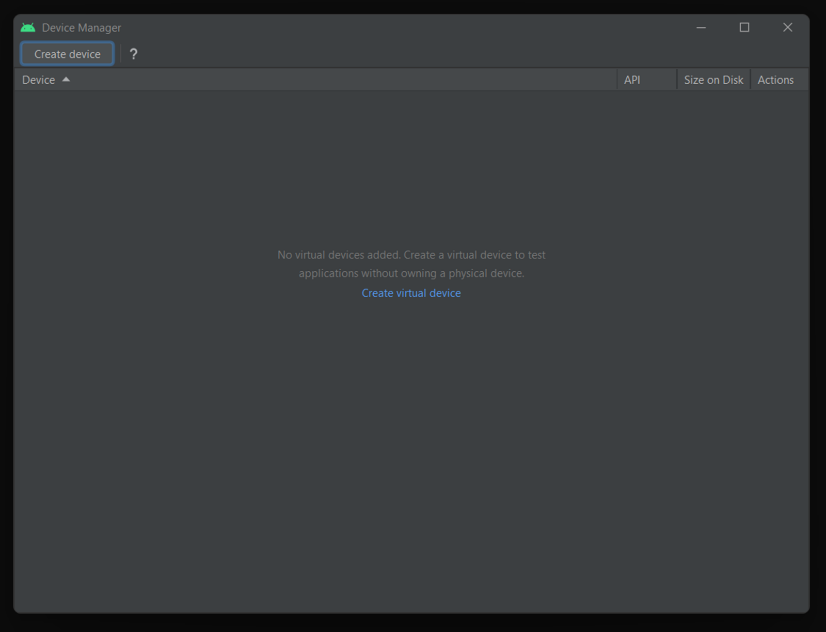 Device Manager
Create device ?
Device API Size on Disk Actions
No virtual devices added. Create a virtual device to test
applications without owning a physical device.
Create virtual device